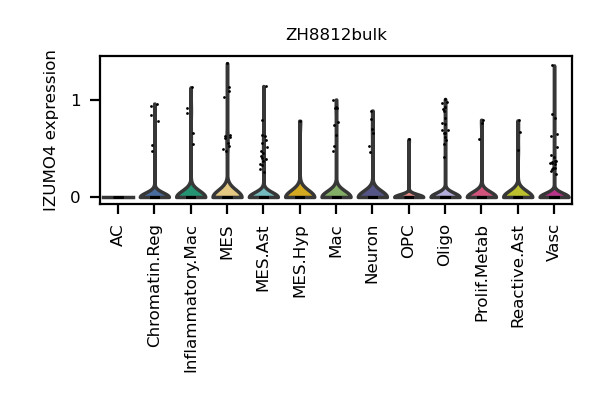 ZH8812bulk
IZUMO4 expression
1
0
AC
Chromatin.Reg
Inflammatory.Mac
MES
MES.Ast
MES.Hyp
Mac
Neuron
OPC
Oligo
Prolif.Metab
Reactive.Ast
Vasc